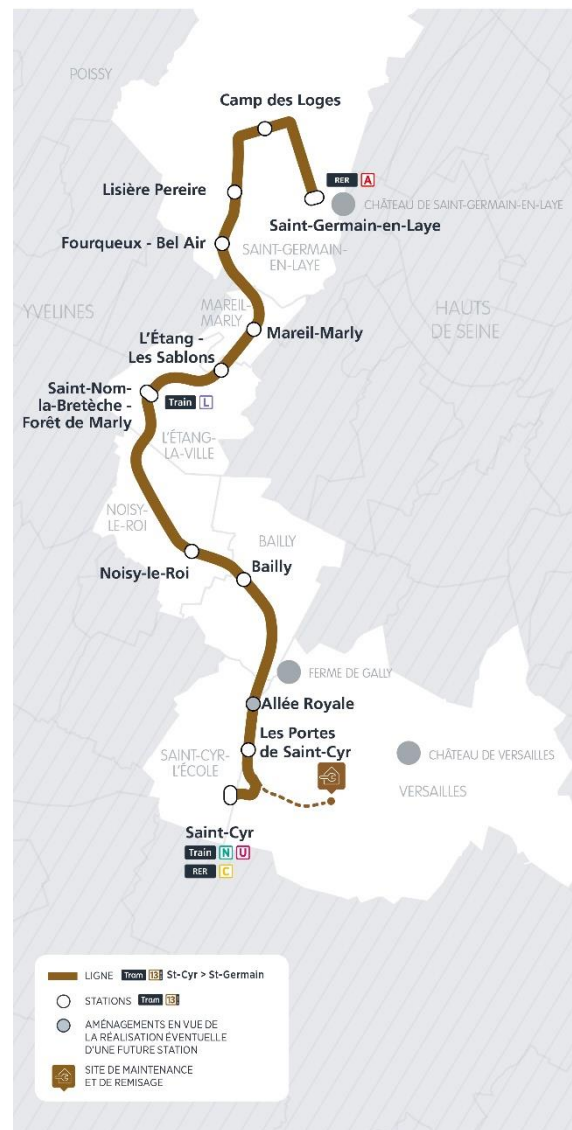 POISSY
Camp des Loges
RER A
Lisière Pereire
CHÂTEAU DE SAINT-GERMAIN-EN-LAYE
Saint-Germain-en-Laye
Fourqueux - Bel Air
SAINT-GERMAIN-
EN-LAYE
YVELINES
MAREIL-
MARLY
HAUTS
DE SEINE
L'Étang -
Les Sablons
Mareil-Marly
Saint-Nom-
la-Bretèche -
Forêt de Marly
Train L
L'ÉTANG-
LA-VILLE
NOISY-
LE-ROI
BAILLY
Noisy-le-Roi
Bailly
FERME DE GALLY
Allée Royale
Les Portes
de Saint-Cyr
SAINT-CYR-
L'ÉCOLE
CHÂTEAU DE VERSAILLES
VERSAILLES
Saint-Cyr
Train N U
RER C
LIGNE Tram 13 St-Cyr > St-Germain
STATIONS Tram 13
AMÉNAGEMENTS EN VUE DE
LA RÉALISATION ÉVENTUELLE
D'UNE FUTURE STATION
SITE DE MAINTENANCE
ET DE REMISAGE